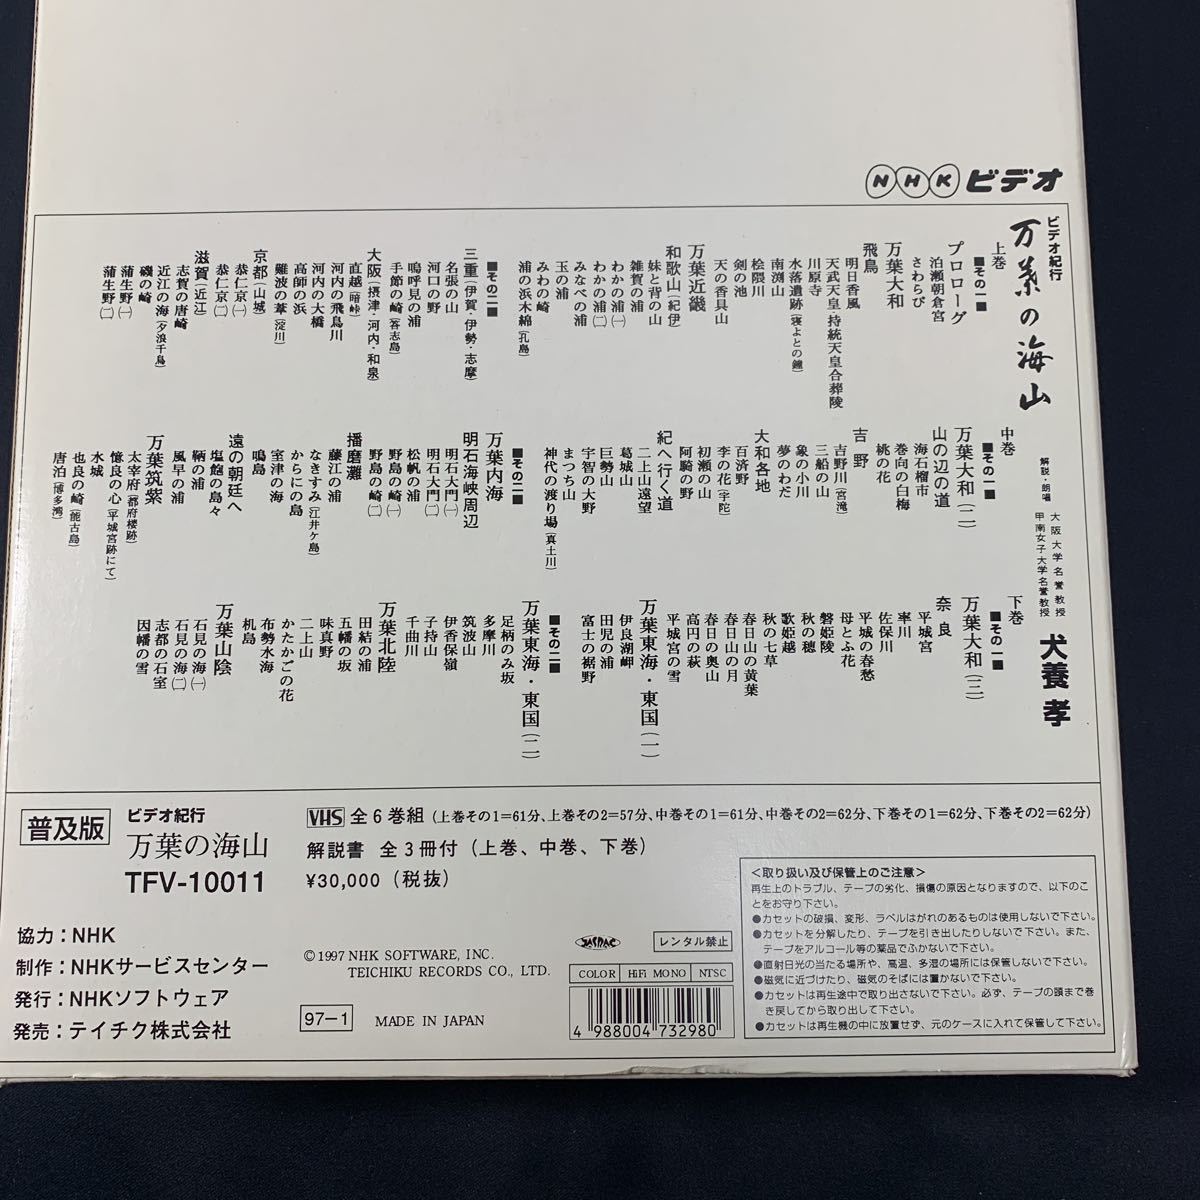 NHK ビデオ
ビデオ紀行
万葉の海山
解説・朗唱
大阪大学名誉教授
甲南女子大学名誉教授
犬養 孝
上巻
■その一■
プロローグ
泊瀬朝倉宮
さわらび
万葉大和
飛鳥
明日香風
天武天皇・持統天皇合葬陵
川原寺
水落遺跡(寝よとの鐘)
南渕山
桧隈川
剣の池
天の香具山
万葉近畿
和歌山(紀伊)
妹と背の山
雑賀の浦
わかの浦(一)
わかの浦(二)
みなべの浦
玉の浦
みわの崎
浦の浜木綿(孔島)
■その二■
三重(伊賀・伊勢・志摩)
名張の山
河口の野
嗚呼見の浦
手節の崎(答志島)
大阪(摂津・河内・和泉)
直越(暗峠)
河内の飛鳥川
河内の大橋
高師の浜
難波の葦(淀川)
京都(山城)
恭仁京(一)
恭仁京(二)
滋賀(近江)
志賀の唐崎
近江の海(夕浪千鳥)
磯の崎
蒲生野(一)
蒲生野(二)
中巻
■その一■
万葉大和(二)
山の辺の道
海石榴市
巻向の白梅
桃の花
吉野
吉野川(宮滝)
三船の山
象の小川
夢のわだ
大和各地
百済野
李の花(宇陀)
初瀬の山
阿騎の野
紀へ行く道
二上山遠望
葛城山
巨勢山
宇智の大野
まつち山
神代の渡り場(真土川)
■その二■
万葉内海
明石海峡周辺
明石大門(一)
明石大門(二)
松帆の浦
野島の崎(一)
野島の崎(二)
播磨灘
藤江の浦
なきすみ(江井ケ島)
からにの島
室津の海
鳴島
遠の朝廷へ
塩飽の島々
鞆の浦
風早の浦
万葉筑紫
太宰府(都府楼跡)
憶良の心(平城宮跡にて)
水城
也良の崎(能古島)
唐泊(博多湾)
下巻
■その一■
万葉大和(三)
奈良
平城宮
率川
佐保川
平城の春愁
母とふ花
磐姫陵
秋の穂
歌姫越
秋の七草
春日山の黄葉
春日山の月
春日の奥山
高円の萩
平城宮の雪
万葉東海・東国(一)
伊良湖岬
田児の浦
富士の裾野
■その二■
万葉東海・東国(二)
足柄のみ坂
多摩川
筑波山
伊香保嶺
子持山
千曲川
万葉北陸
田結の浦
五幡の坂
味真野
二上山
かたかごの花
布勢水海
机島
万葉山陰
石見の海(一)
石見の海(二)
志都の石室
因幡の雪
普及版
ビデオ紀行
万葉の海山
TFV-10011
VHS 全6巻組(上巻その1=61分、上巻その2=57分、中巻その1=61分、中巻その2=62分、下巻その1=62分、下巻その2=62分)
解説書 全3冊付(上巻、中巻、下巻)
¥30,000(税抜)
協力:NHK
制作:NHKサービスセンター
発行:NHKソフトウェア
発売:テイチク株式会社
©1997 NHK SOFTWARE, INC.
TEICHIKU RECORDS CO., LTD.
97-1 MADE IN JAPAN
JASRAC
レンタル禁止
COLOR HiFi MONO NTSC
4 988004 732980
<取り扱い及び保管上のご注意>
再生上のトラブル、テープの劣化、損傷の原因となりますので、以下のこ
とをお守り下さい。
●カセットの破損、変形、ラベルはがれのあるものは使用しないで下さい。
●カセットを分解したり、テープを引き出したりしないで下さい。また、
テープをアルコール等の薬品でふかないで下さい。
●直射日光の当たる場所や、高温、多湿の場所には保管しないで下さい。
●磁気に近づけたり、磁気のそばには置かないで下さい。
●カセットは再生途中で取り出さないで下さい。必ず、テープの頭まで巻
き戻してから取り出して下さい。
●カセットは再生機の中に放置せず、元のケースに入れて保管して下さい。